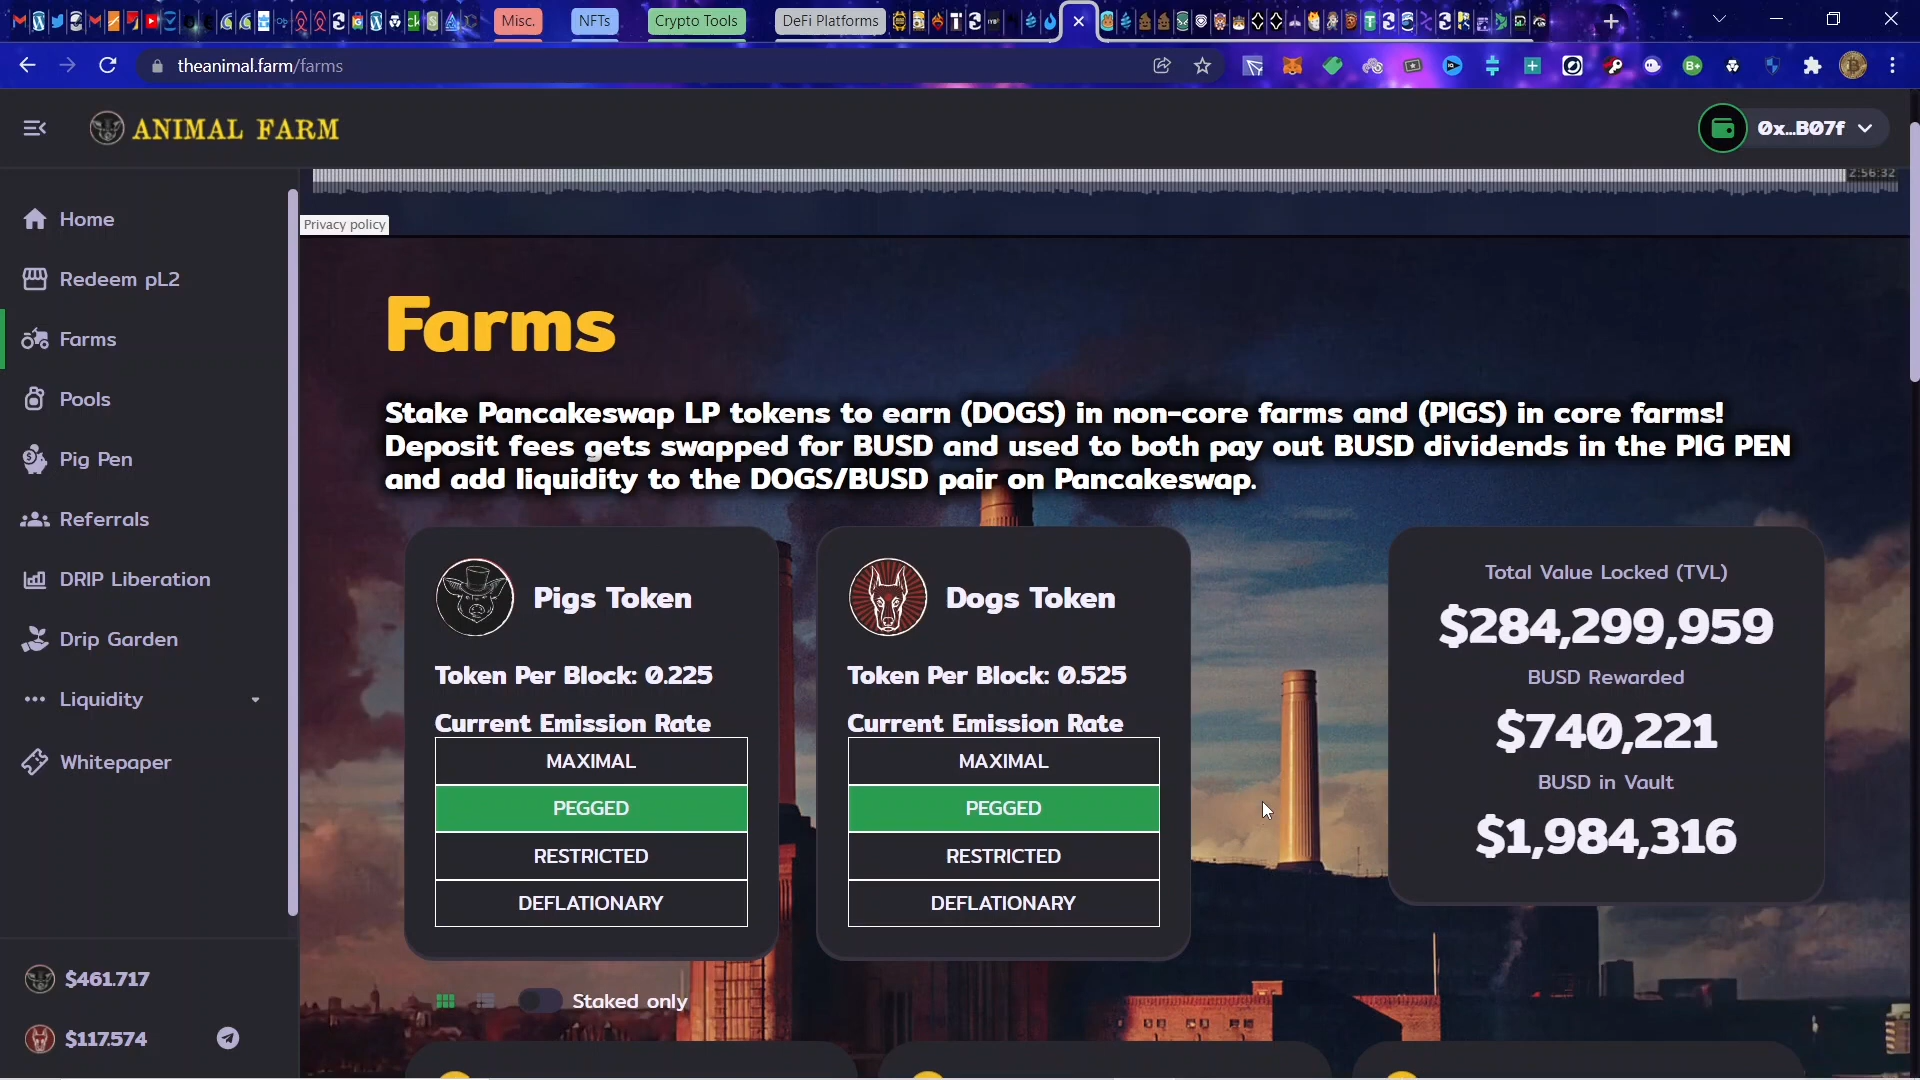 Misc.
NFTs
Crypto Tools
DeFi Platforms
theanimal.farm/farms
ANIMAL FARM
0x...B07f
2:56:32
Privacy policy
Home
Redeem pL2
Farms
Pools
Pig Pen
Referrals
DRIP Liberation
Drip Garden
Liquidity
Whitepaper
$461.717
$117.574
Farms
Stake Pancakeswap LP tokens to earn (DOGS) in non-core farms and (PIGS) in core farms!
Deposit fees gets swapped for BUSD and used to both pay out BUSD dividends in the PIG PEN
and add liquidity to the DOGS/BUSD pair on Pancakeswap.
Pigs Token
Token Per Block: 0.225
Current Emission Rate
MAXIMAL
PEGGED
RESTRICTED
DEFLATIONARY
Dogs Token
Token Per Block: 0.525
Current Emission Rate
MAXIMAL
PEGGED
RESTRICTED
DEFLATIONARY
Total Value Locked (TVL)
$284,299,959
BUSD Rewarded
$740,221
BUSD in Vault
$1,984,316
Staked only